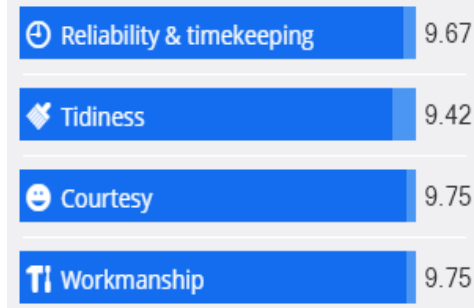 Reliability & timekeeping 9.67
Tidiness 9.42
Courtesy 9.75
Workmanship 9.75